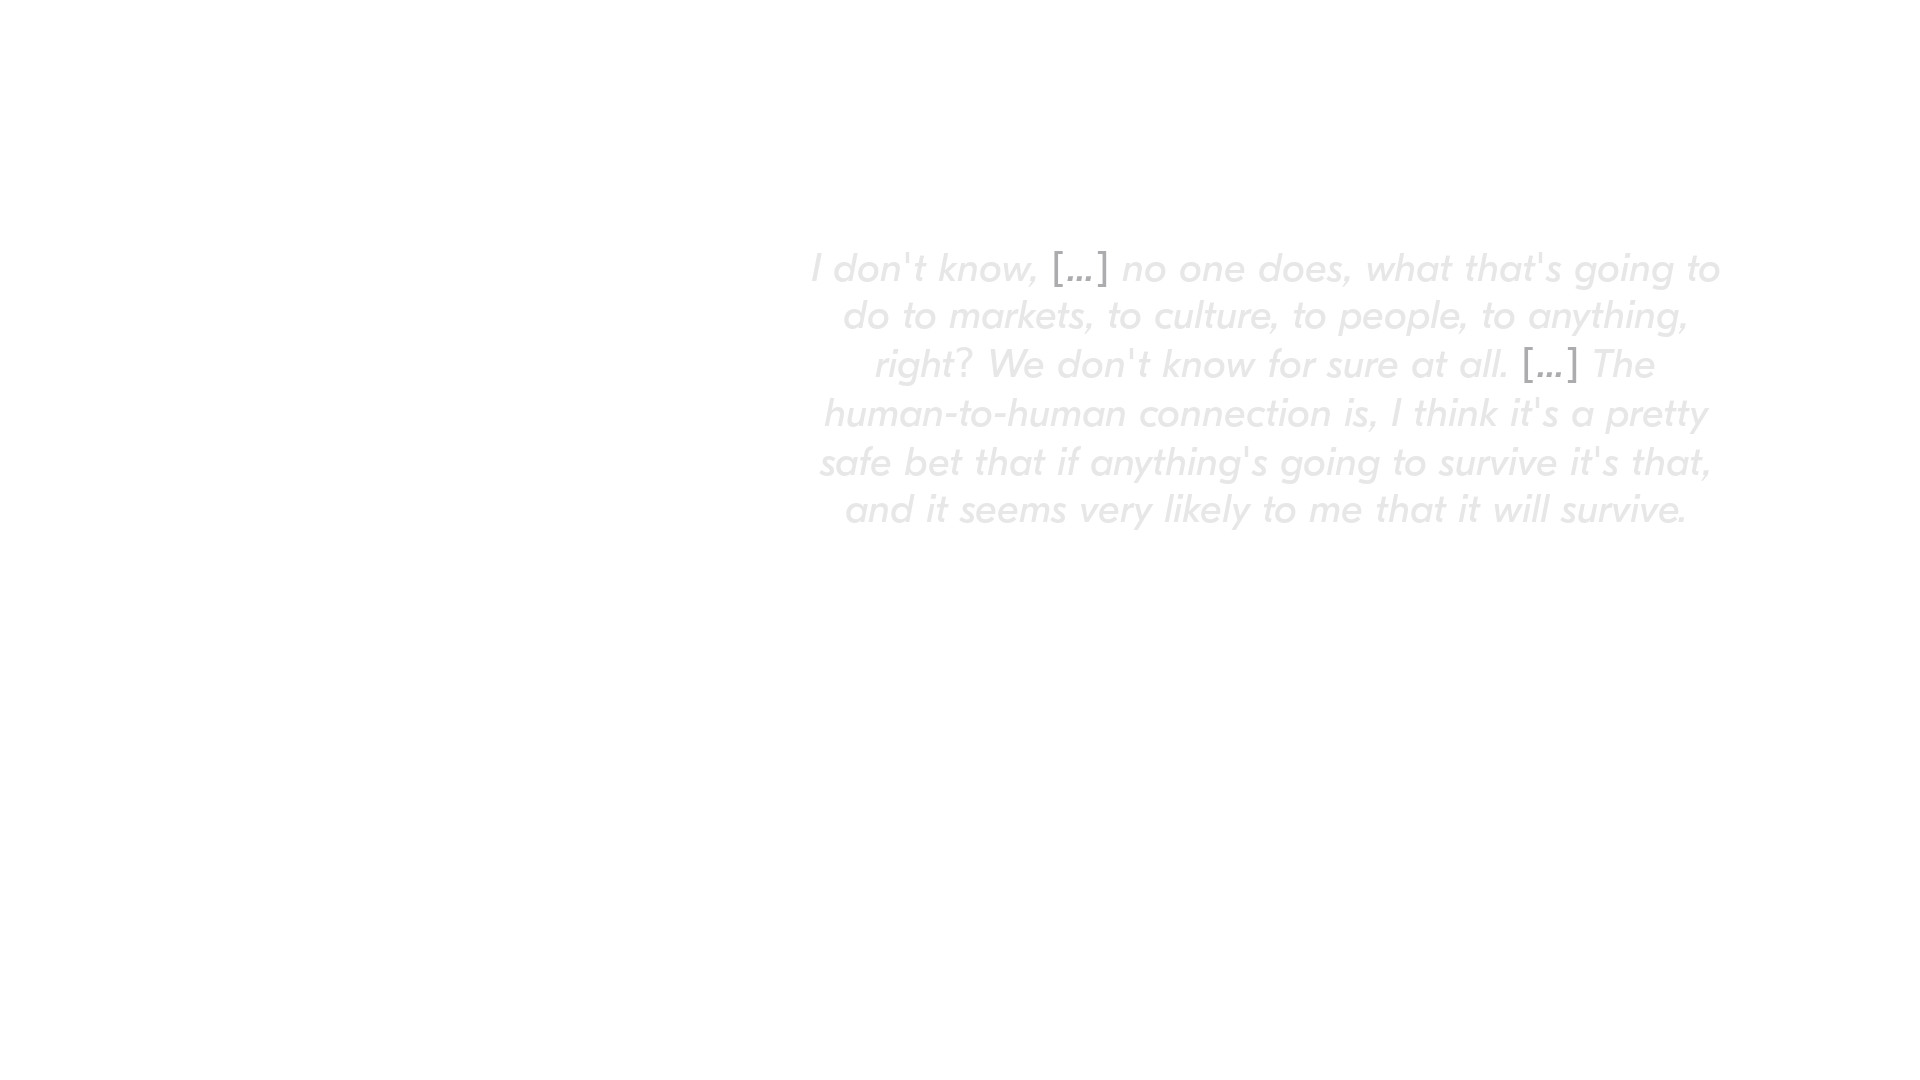 I don't know, [...] no one does, what that's going to
do to markets, to culture, to people, to anything,
right? We don't know for sure at all. [...] The
human-to-human connection is, I think it's a pretty
safe bet that if anything's going to survive it's that,
and it seems very likely to me that it will survive.